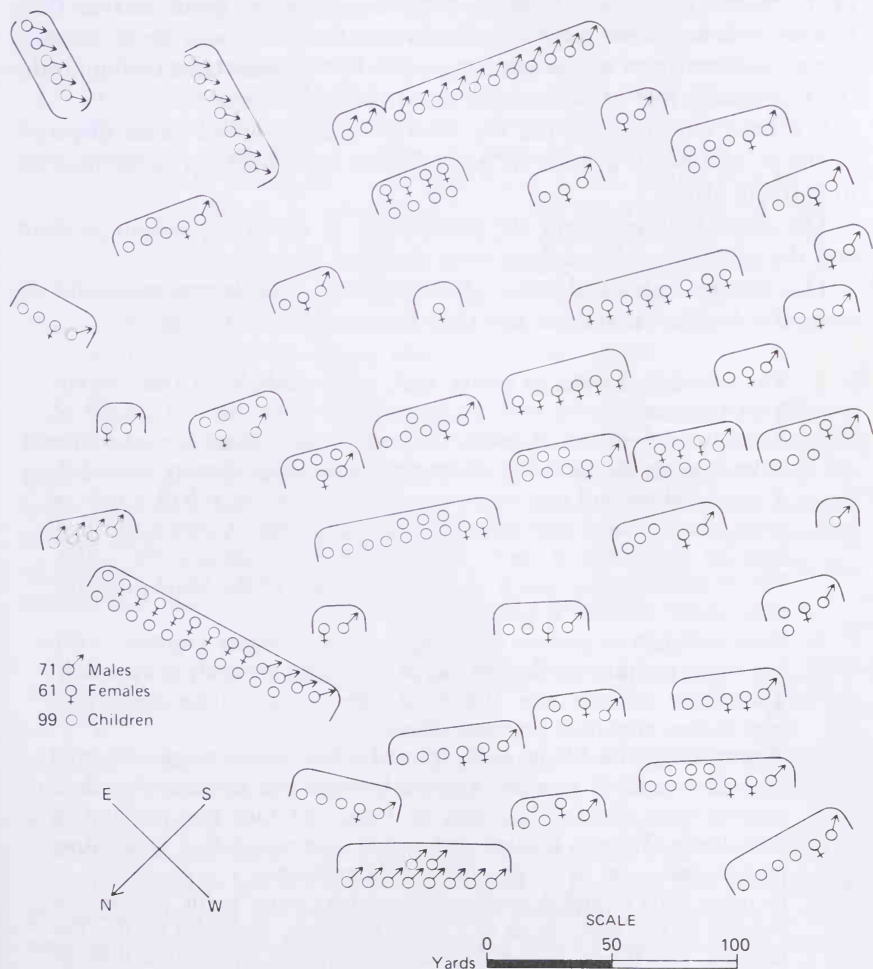 71 ♂ Males
61 ♀ Females
99 ○ Children
E S
N W
SCALE
Yards 0 50 100